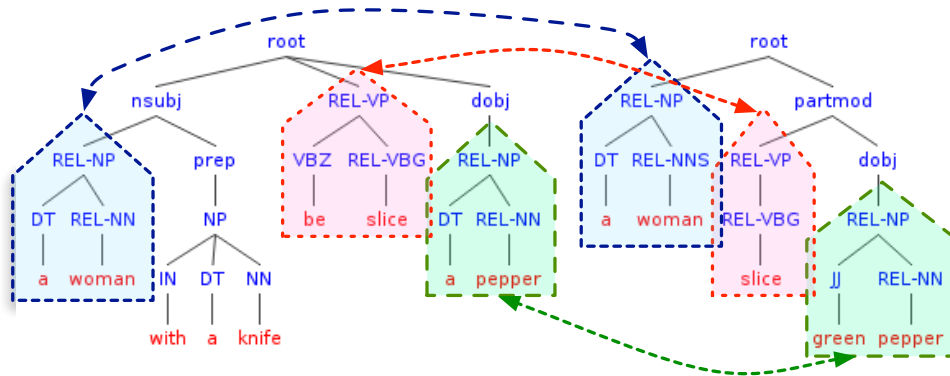 root root
nsubj REL-VP dobj REL-NP partmod
REL-NP prep VBZ REL-VBG REL-NP DT REL-NNS REL-VP dobj
DT REL-NN NP be slice DT REL-NN a woman REL-VBG REL-NP
a woman IN DT NN a pepper slice JJ REL-NN
with a knife green pepper